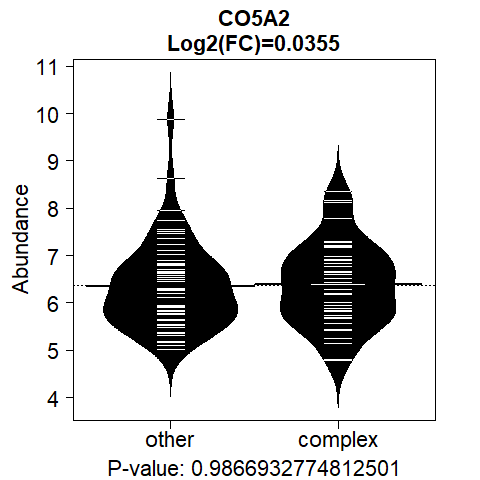 CO5A2
Log2(FC)=0.0355
Abundance
11
10
9
8
7
6
5
4
other
complex
P-value: 0.9866932774812501